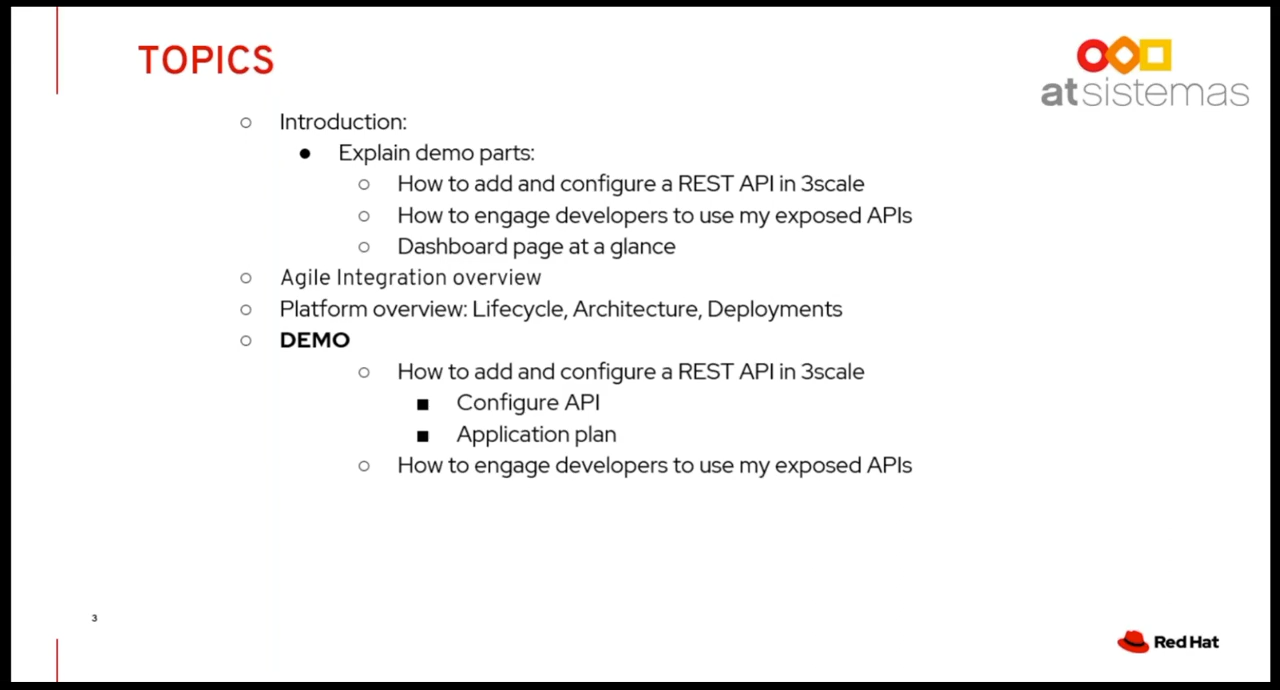 TOPICS
atsistemas
Introduction:
Explain demo parts:
How to add and configure a REST API in 3scale
How to engage developers to use my exposed APIs
Dashboard page at a glance
Agile Integration overview
Platform overview: Lifecycle, Architecture, Deployments
DEMO
How to add and configure a REST API in 3scale
Configure API
Application plan
How to engage developers to use my exposed APIs
3
Red Hat